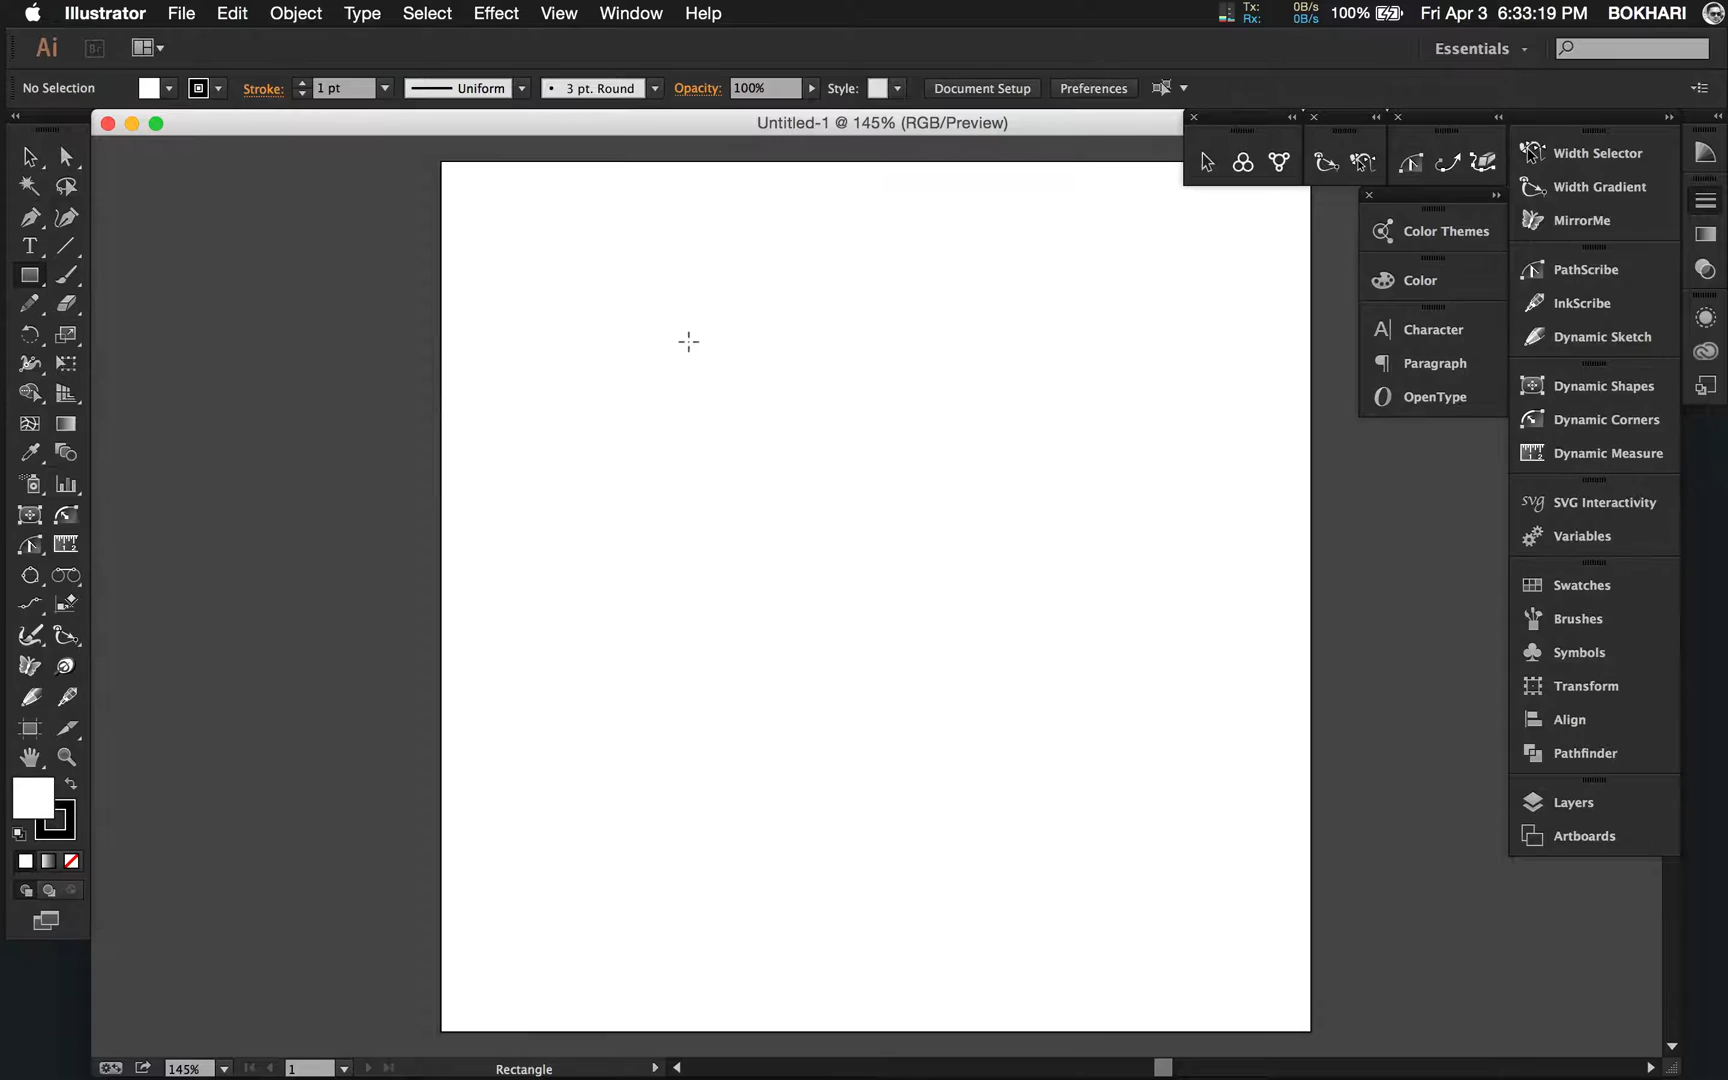 Illustrator File Edit Object Type Select Effect View Window Help Tx: 0B/s Rx: 0B/s 100% Fri Apr 3 6:33:19 PM BOKHARI
Ai Br Essentials
No Selection Stroke: 1 pt Uniform 3 pt. Round Opacity: 100% Style: Document Setup Preferences
Untitled-1 @ 145% (RGB/Preview)
Width Selector
Width Gradient
MirrorMe
Color Themes
Color
Character
Paragraph
OpenType
PathScribe
InkScribe
Dynamic Sketch
Dynamic Shapes
Dynamic Corners
Dynamic Measure
svg SVG Interactivity
Variables
Swatches
Brushes
Symbols
Transform
Align
Pathfinder
Layers
Artboards
145% 1 Rectangle